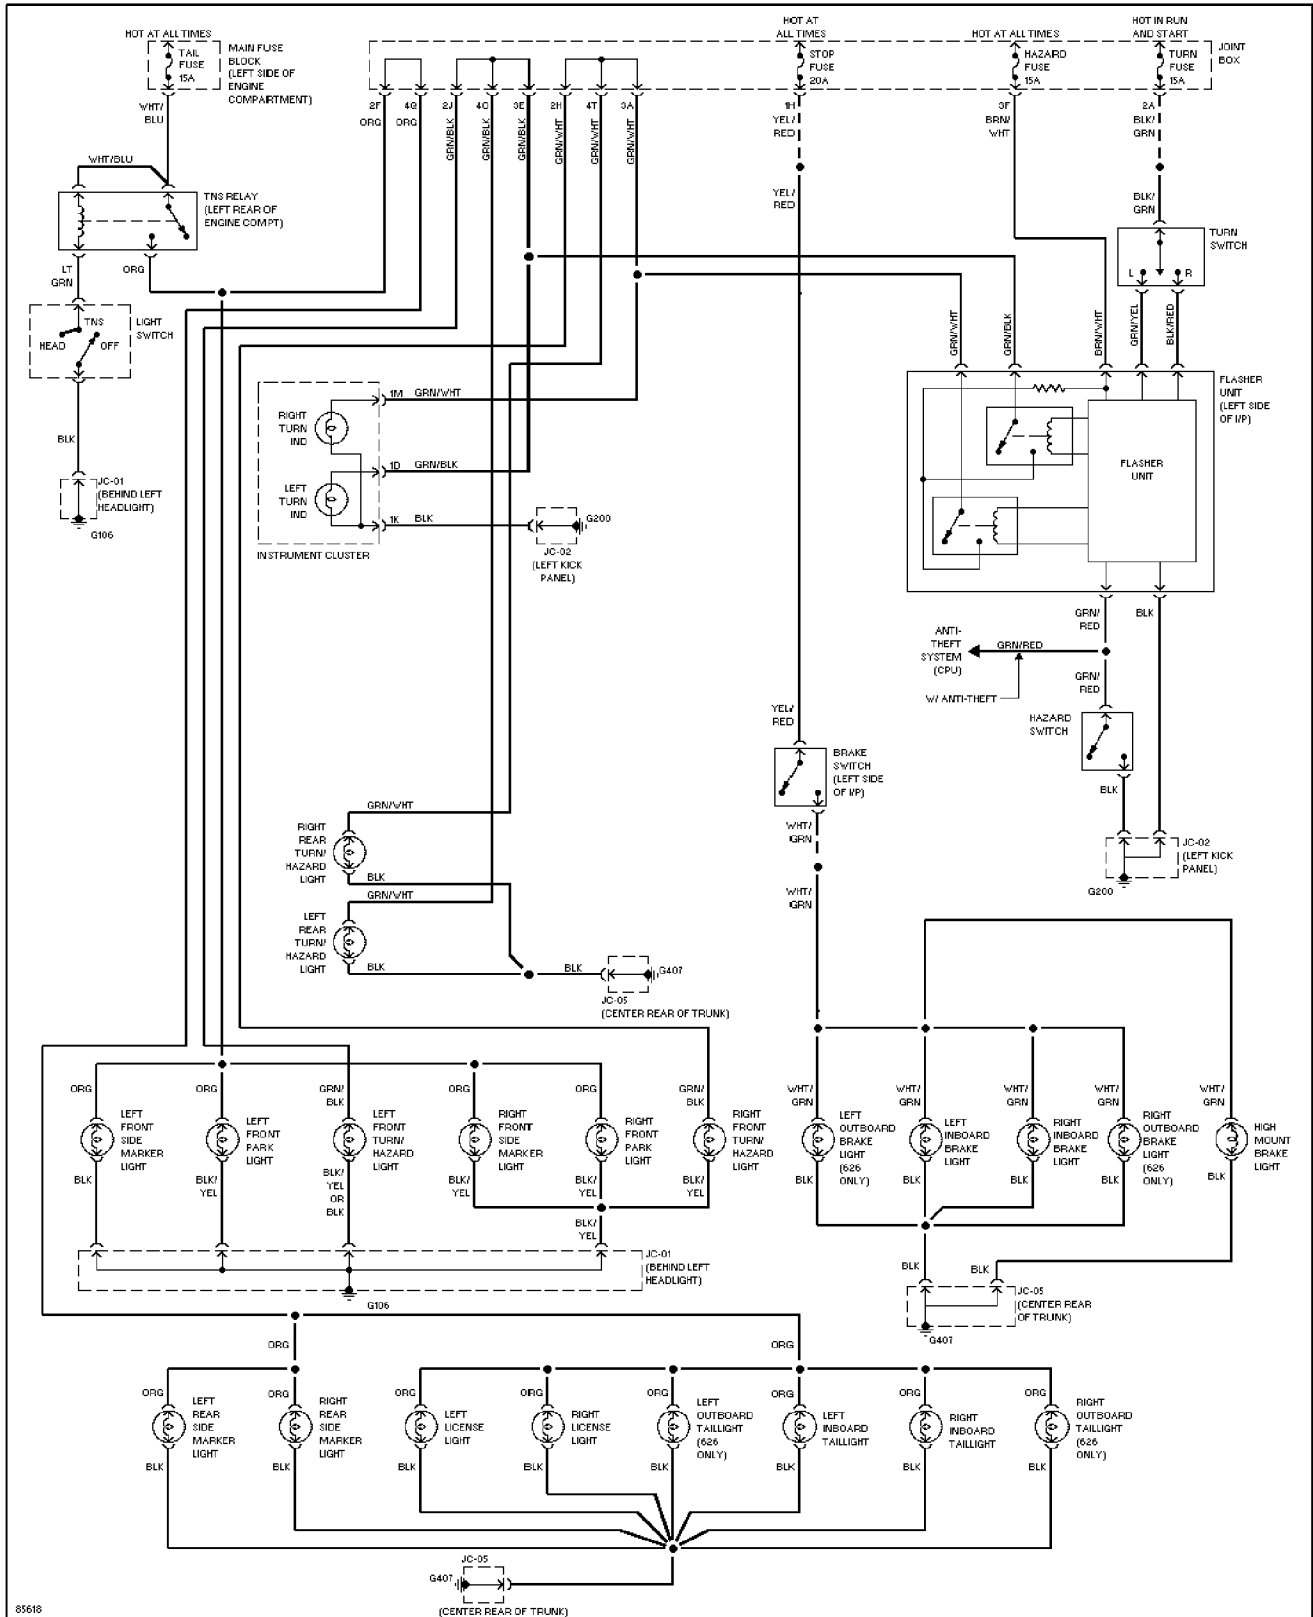 HOT AT ALL TIMES
TAIL
FUSE
15A
MAIN FUSE
BLOCK
(LEFT SIDE OF
ENGINE
COMPARTMENT)
HOT AT
ALL TIMES
STOP
FUSE
20A
HOT AT ALL TIMES
HAZARD
FUSE
15A
HOT IN RUN
AND START
TURN
FUSE
15A
JOINT
BOX
WHT/
BLU
2F
ORG
4Q
ORG
2J
GRN/BLK
4O
GRN/BLK
3E
GRN/BLK
2H
GRN/WHT
4T
GRN/WHT
3A
GRN/WHT
1H
YEL/
RED
3F
BRN/
WHT
2A
BLK/
GRN
WHT/BLU
TNS RELAY
(LEFT REAR OF
ENGINE COMPT)
YEL/
RED
BLK/
GRN
TURN
SWITCH
L
R
LT
GRN
ORG
TNS
HEAD
OFF
LIGHT
SWITCH
GRN/WHT
GRN/BLK
BRN/WHT
GRN/YEL
BLK/RED
BLK
JC-01
(BEHIND LEFT
HEADLIGHT)
G106
RIGHT
TURN
IND
LEFT
TURN
IND
1M
GRN/WHT
1D
GRN/BLK
1K
BLK
INSTRUMENT CLUSTER
G200
JC-02
(LEFT KICK
PANEL)
FLASHER
UNIT
(LEFT SIDE
OF I/P)
FLASHER
UNIT
GRN/
RED
BLK
ANTI-
THEFT
SYSTEM
(CPU)
GRN/RED
W/ ANTI-THEFT
GRN/
RED
HAZARD
SWITCH
BLK
JC-02
(LEFT KICK
PANEL)
G200
YEL/
RED
BRAKE
SWITCH
(LEFT SIDE
OF I/P)
WHT/
GRN
WHT/
GRN
GRN/WHT
RIGHT
REAR
TURN/
HAZARD
LIGHT
BLK
GRN/WHT
LEFT
REAR
TURN/
HAZARD
LIGHT
BLK
BLK
G407
JC-05
(CENTER REAR OF TRUNK)
ORG
LEFT
FRONT
SIDE
MARKER
LIGHT
BLK
ORG
LEFT
FRONT
PARK
LIGHT
BLK/
YEL
GRN/
BLK
LEFT
FRONT
TURN/
HAZARD
LIGHT
BLK/
YEL
OR
BLK
ORG
RIGHT
FRONT
SIDE
MARKER
LIGHT
BLK/
YEL
ORG
RIGHT
FRONT
PARK
LIGHT
BLK/
YEL
BLK/
YEL
GRN/
BLK
RIGHT
FRONT
TURN/
HAZARD
LIGHT
BLK/
YEL
WHT/
GRN
LEFT
OUTBOARD
BRAKE
LIGHT
(626
ONLY)
BLK
WHT/
GRN
LEFT
INBOARD
BRAKE
LIGHT
BLK
WHT/
GRN
RIGHT
INBOARD
BRAKE
LIGHT
BLK
WHT/
GRN
RIGHT
OUTBOARD
BRAKE
LIGHT
(626
ONLY)
BLK
WHT/
GRN
HIGH
MOUNT
BRAKE
LIGHT
BLK
JC-01
(BEHIND LEFT
HEADLIGHT)
G106
BLK
BLK
JC-05
(CENTER REAR
OF TRUNK)
G407
ORG
ORG
ORG
LEFT
REAR
SIDE
MARKER
LIGHT
BLK
ORG
RIGHT
REAR
SIDE
MARKER
LIGHT
BLK
ORG
LEFT
LICENSE
LIGHT
BLK
ORG
RIGHT
LICENSE
LIGHT
BLK
ORG
LEFT
OUTBOARD
TAILLIGHT
(626
ONLY)
BLK
ORG
LEFT
INBOARD
TAILLIGHT
BLK
ORG
RIGHT
INBOARD
TAILLIGHT
BLK
ORG
RIGHT
OUTBOARD
TAILLIGHT
(626
ONLY)
BLK
JC-05
G407
(CENTER REAR OF TRUNK)
85618